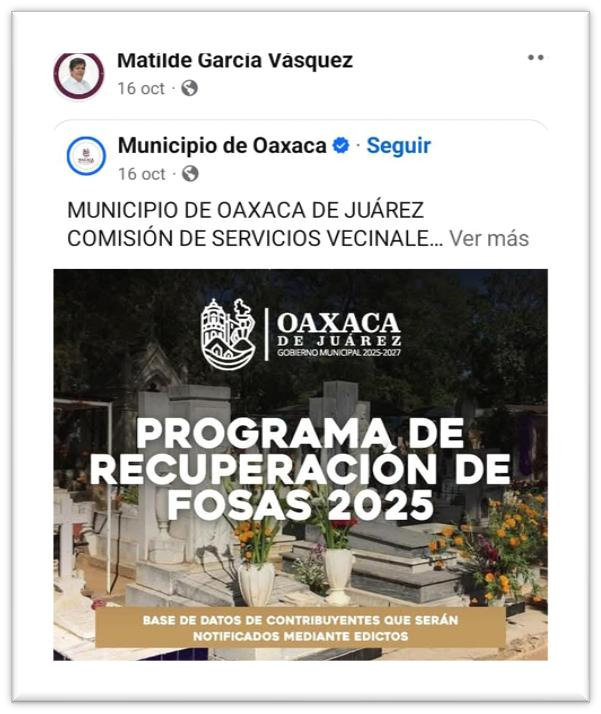 Matilde García Vásquez
16 oct ·
Municipio de Oaxaca · Seguir
16 oct ·
MUNICIPIO DE OAXACA DE JUÁREZ
COMISIÓN DE SERVICIOS VECINALE... Ver más
OAXACA
DE JUÁREZ
GOBIERNO MUNICIPAL 2025-2027
PROGRAMA DE
RECUPERACIÓN DE
FOSAS 2025
BASE DE DATOS DE CONTRIBUYENTES QUE SERÁN
NOTIFICADOS MEDIANTE EDICTOS